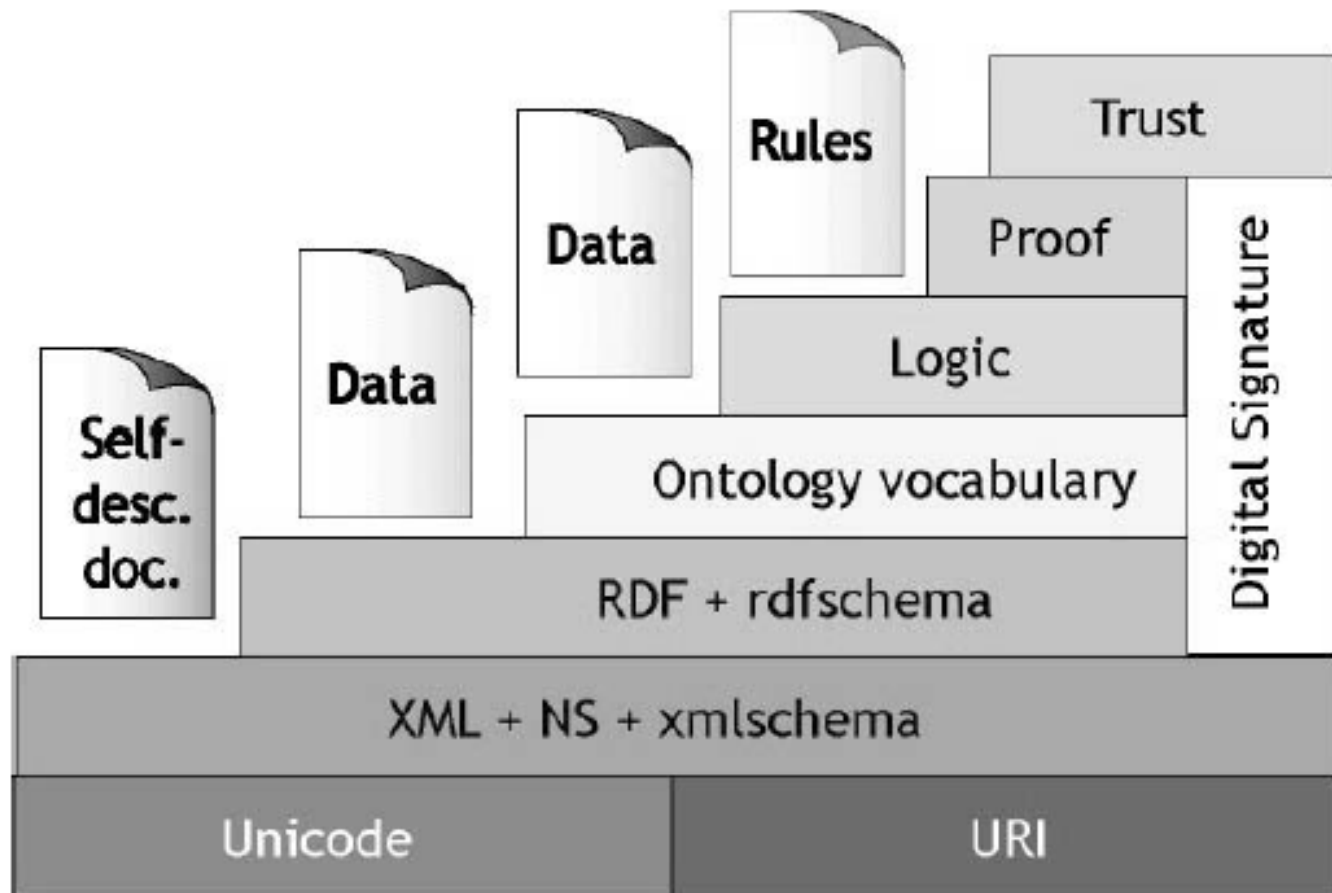 Rules
Trust
Data
Proof
Data
Logic
Self-
desc.
doc.
Ontology vocabulary
Digital Signature
RDF + rdfschema
XML + NS + xmlschema
Unicode
URI